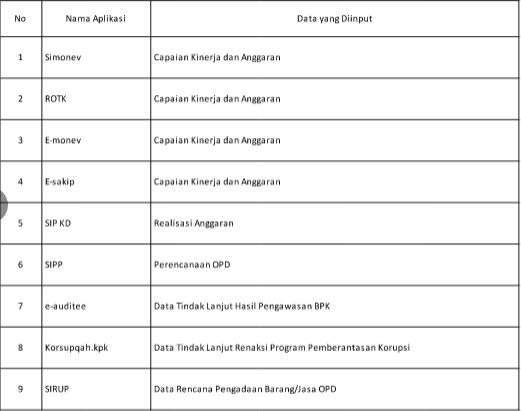 No Nama Aplikasi Data yang Diinput
1 Simonev Capaian Kinerja dan Anggaran
2 ROTK Capaian Kinerja dan Anggaran
3 E-monev Capaian Kinerja dan Anggaran
4 E-sakip Capaian Kinerja dan Anggaran
5 SIPKD Realisasi Anggaran
6 SIPP Perencanaan OPD
7 e-auditee Data Tindak Lanjut Hasil Pengawasan BPK
8 Korsupqah.kpk Data Tindak Lanjut Renaksi Program Pemberantasan Korupsi
9 SIRUP Data Rencana Pengadaan Barang/Jasa OPD